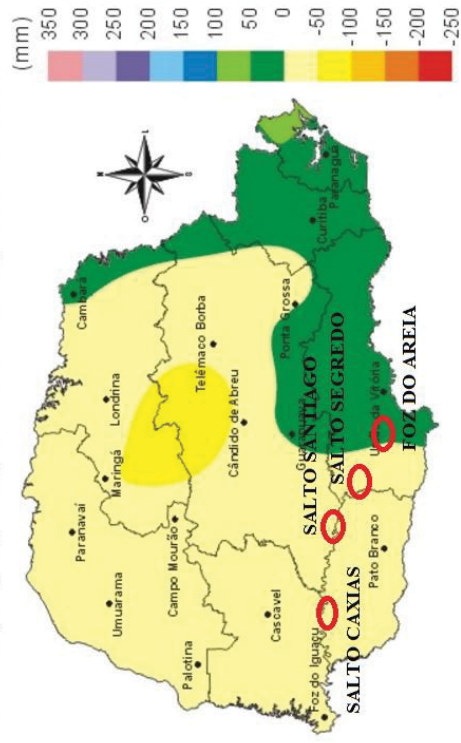 (mm)
350
300
250
200
150
100
50
0
-50
-100
-150
-200
-250
N
L
S
O
Cambará
Paranavaí
Maringá
Londrina
Umuarama
Campo Mourão
Telêmaco Borba
Palotina
Cândido de Abreu
Cascavel
Ponta Grossa
Curitiba
Paranaguá
Foz do Iguaçu
Pato Branco
da Vitória
SALTO CAXIAS
SALTO SANTIAGO
SALTO SEGREDO
FOZ DO AREIA